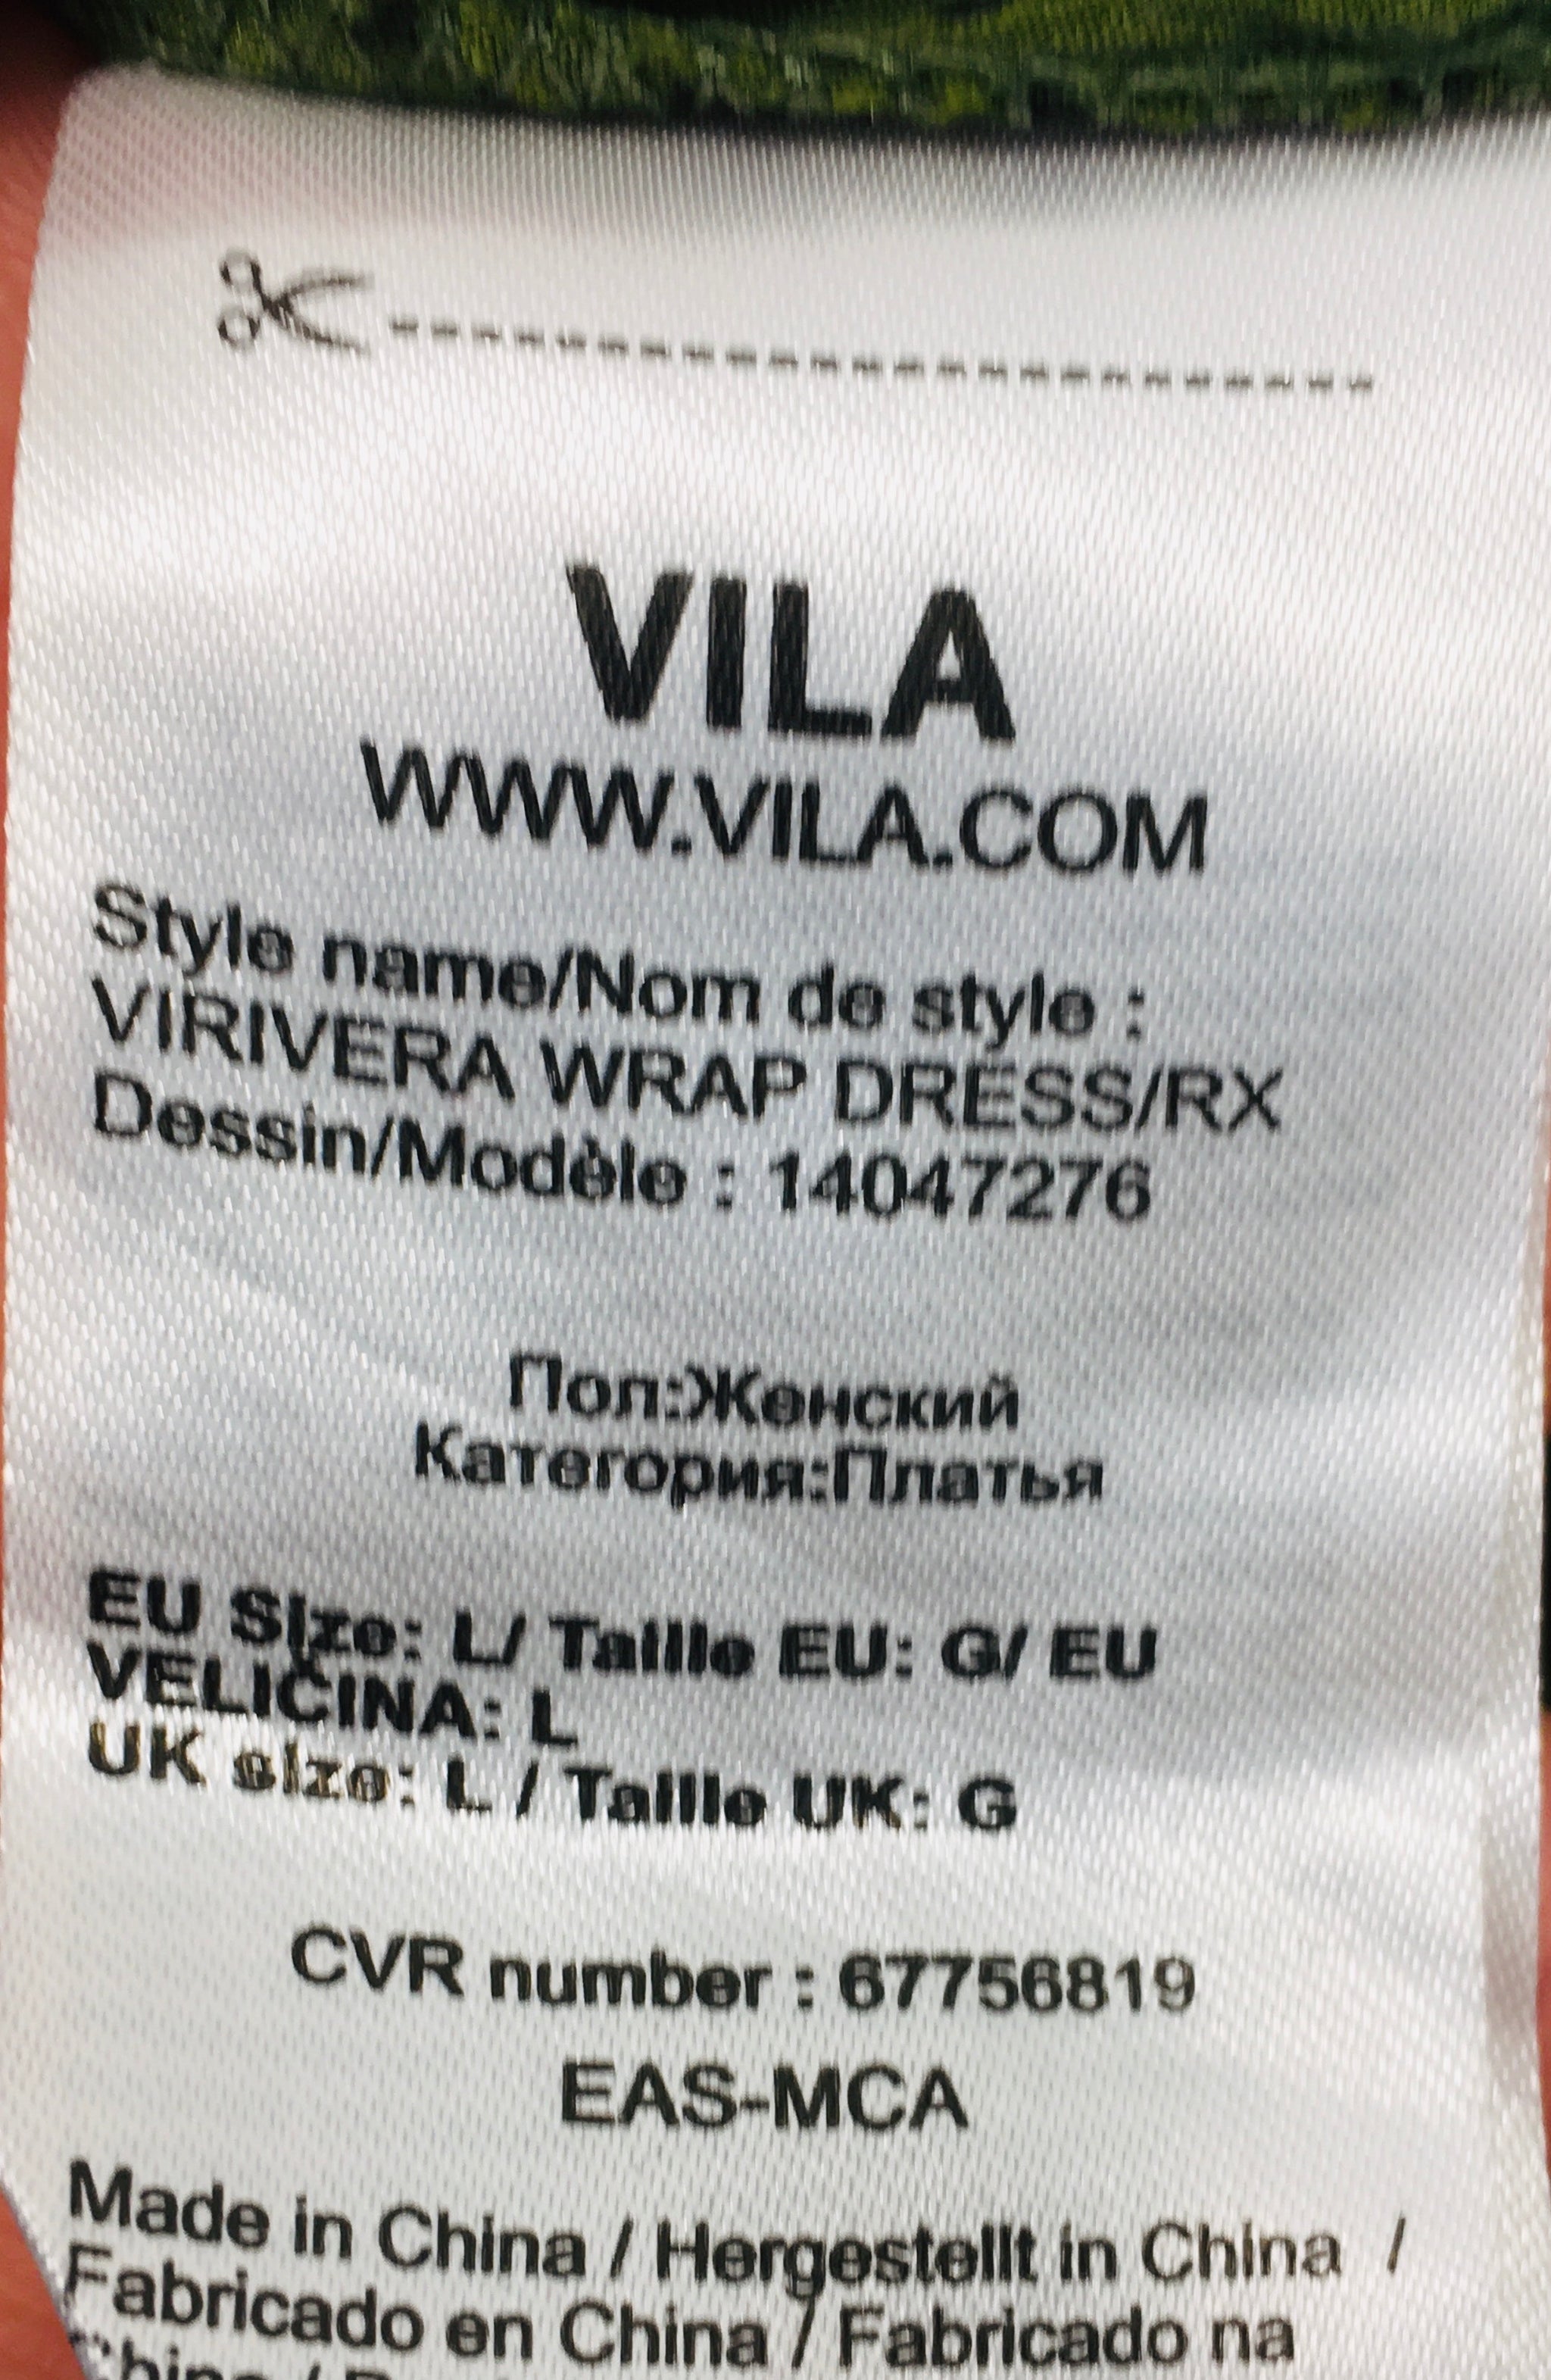 VILA
WWW.VILA.COM
Style name/Nom de style :
VIRIVERA WRAP DRESS/RX
Dessin/Modèle : 14047276
Пол:Женский
Категория:Платья
EU Size: L/ Taille EU: G/ EU
VELIČINA: L
UK size: L / Taille UK: G
CVR number : 67756819
EAS-MCA
Made in China / Hergestellt in China /
Fabricado en China / Fabricado na
China /